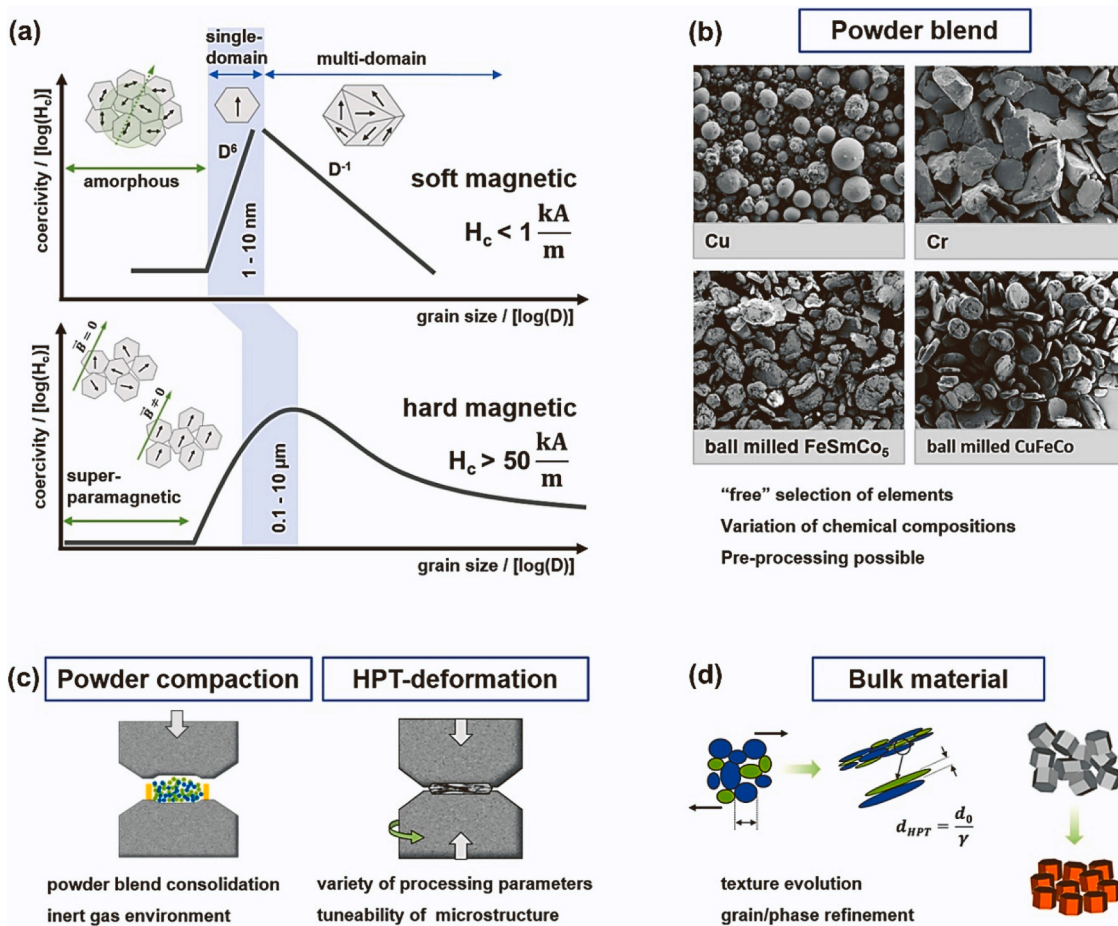 (a)
single-
domain
multi-domain
coercivity / [log(Hc)]
amorphous
D⁶
D⁻¹
1 - 10 nm
soft magnetic
Hc < 1 kA/m
grain size / [log(D)]
coercivity / [log(Hc)]
B⃗ = 0
B⃗ ≠ 0
super-
paramagnetic
0.1 - 10 µm
hard magnetic
Hc > 50 kA/m
grain size / [log(D)]
(b)
Powder blend
Cu
Cr
ball milled FeSmCo₅
ball milled CuFeCo
“free” selection of elements
Variation of chemical compositions
Pre-processing possible
(c)
Powder compaction
HPT-deformation
powder blend consolidation
inert gas environment
variety of processing parameters
tuneability of microstructure
(d)
Bulk material
d_HPT = d₀/γ
texture evolution
grain/phase refinement